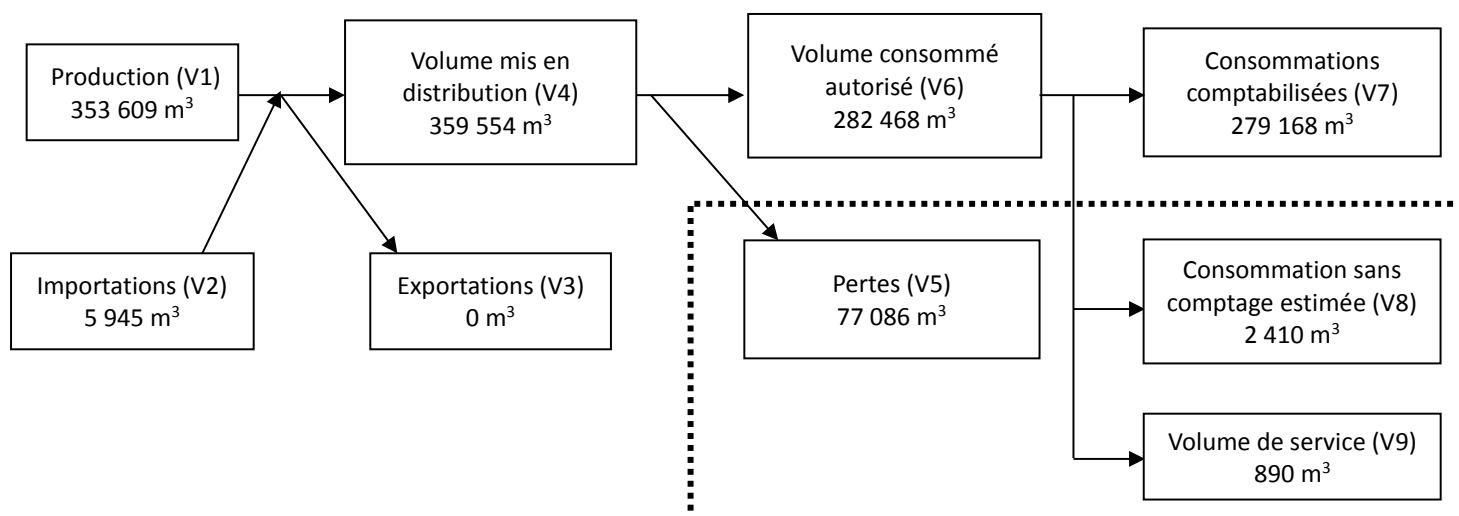 Production (V1)
353 609 m³
Volume mis en
distribution (V4)
359 554 m³
Volume consommé
autorisé (V6)
282 468 m³
Consommations
comptabilisées (V7)
279 168 m³
Importations (V2)
5 945 m³
Exportations (V3)
0 m³
Pertes (V5)
77 086 m³
Consommation sans
comptage estimée (V8)
2 410 m³
Volume de service (V9)
890 m³